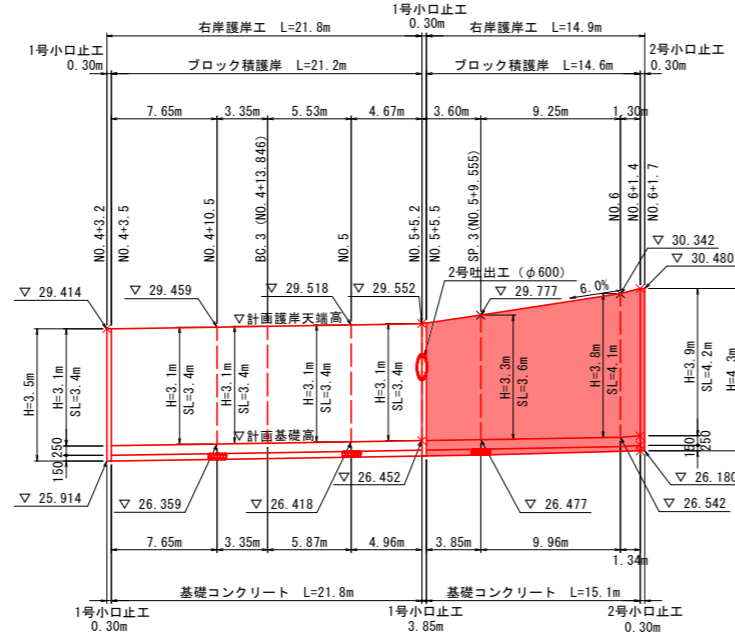 1号小口止工
0.30m
右岸護岸工 L=21.8m
右岸護岸工 L=14.9m
1号小口止工
0.30m
2号小口止工
0.30m
ブロック積護岸 L=21.2m
ブロック積護岸 L=14.6m
7.65m
3.35m
5.53m
4.67m
3.60m
9.25m
1.30m
NO.4+3.2
NO.4+3.5
NO.4+10.5
BC.3 (NO.4+13.846)
NO.5
NO.5+5.2
NO.5+5.5
SP.3(NO.5+9.555)
NO.6
NO.6+1.4
NO.6+1.7
▽ 30.342
2号吐出工(φ600)
▽ 30.480
▽ 29.414
▽ 29.459
▽ 29.518
▽ 29.552
▽ 29.777
6.0%
▽計画護岸天端高
H=3.5m
H=3.1m
SL=3.4m
H=3.1m
SL=3.4m
H=3.1m
SL=3.4m
H=3.1m
SL=3.4m
H=3.1m
SL=3.4m
H=3.3m
SL=3.6m
H=3.8m
SL=4.1m
H=3.9m
SL=4.2m
H=4.3m
▽計画基礎高
150
250
150
250
▽ 25.914
▽ 26.359
▽ 26.418
▽ 26.452
▽ 26.477
▽ 26.180
▽ 26.542
7.65m
3.35m
5.87m
4.96m
3.85m
9.96m
1.34m
基礎コンクリート L=21.8m
基礎コンクリート L=15.1m
1号小口止工
0.30m
1号小口止工
3.85m
2号小口止工
0.30m